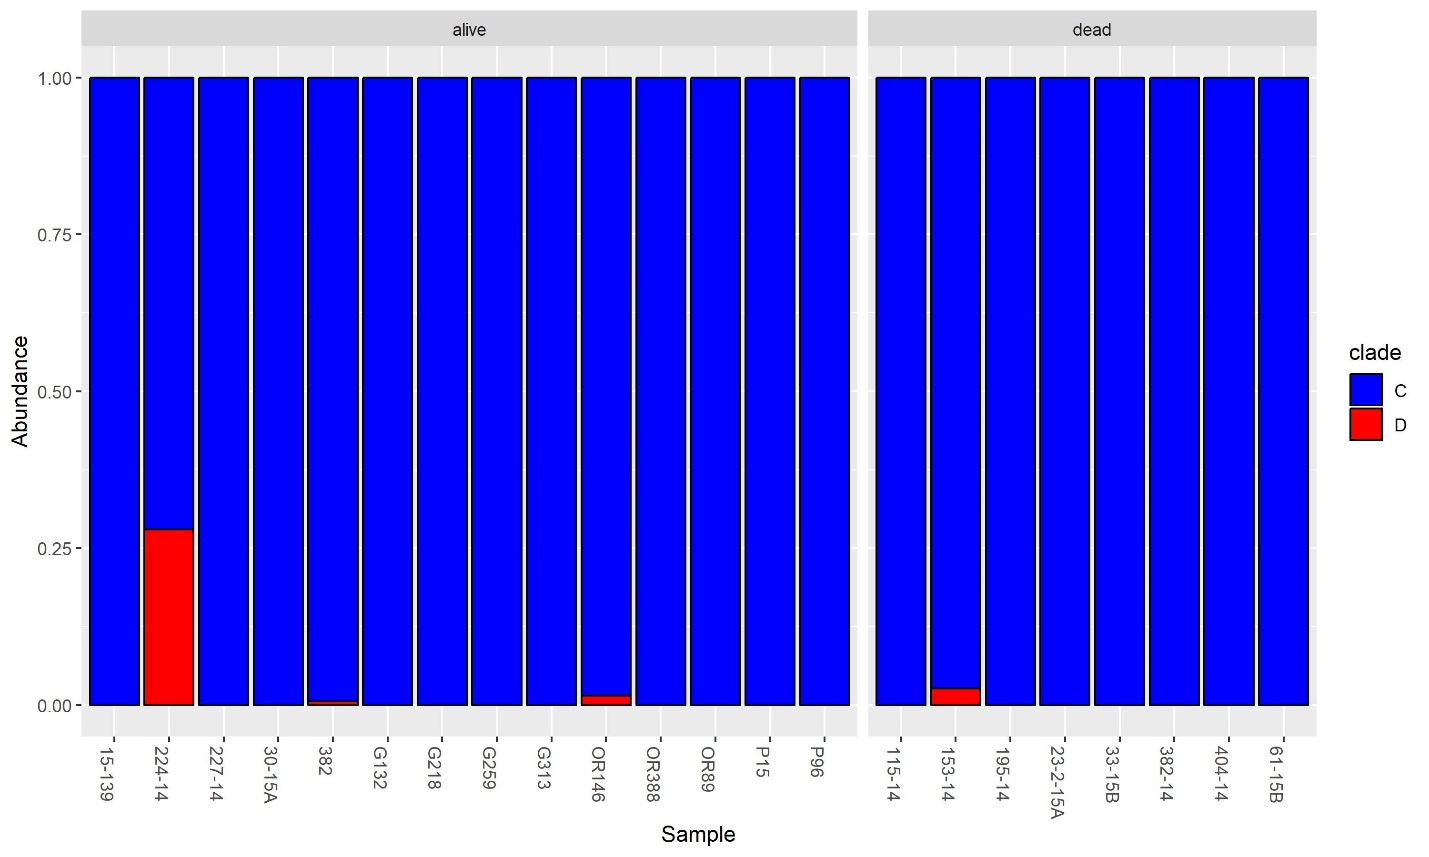 alive
dead
1.00
0.75
0.50
0.25
0.00
Abundance
15-139
224-14
227-14
30-15A
382
G132
G218
G259
G313
OR146
OR388
OR89
P15
P96
115-14
153-14
195-14
23-2-15A
33-15B
382-14
404-14
61-15B
Sample
clade
C
D